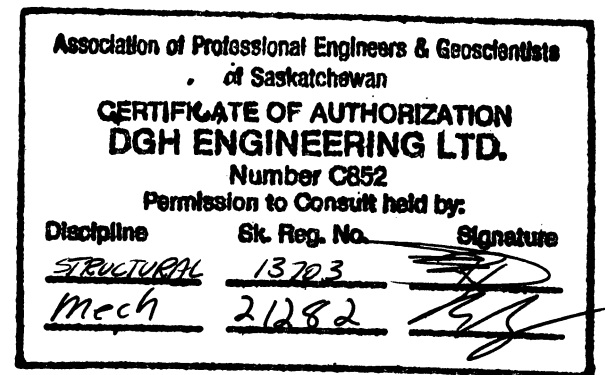 Association of Professional Engineers & Geoscientists
of Saskatchewan
CERTIFICATE OF AUTHORIZATION
DGH ENGINEERING LTD.
Number C852
Permission to Consult held by:
Discipline Sk. Reg. No. Signature
STRUCTURAL 13703
Mech 21282